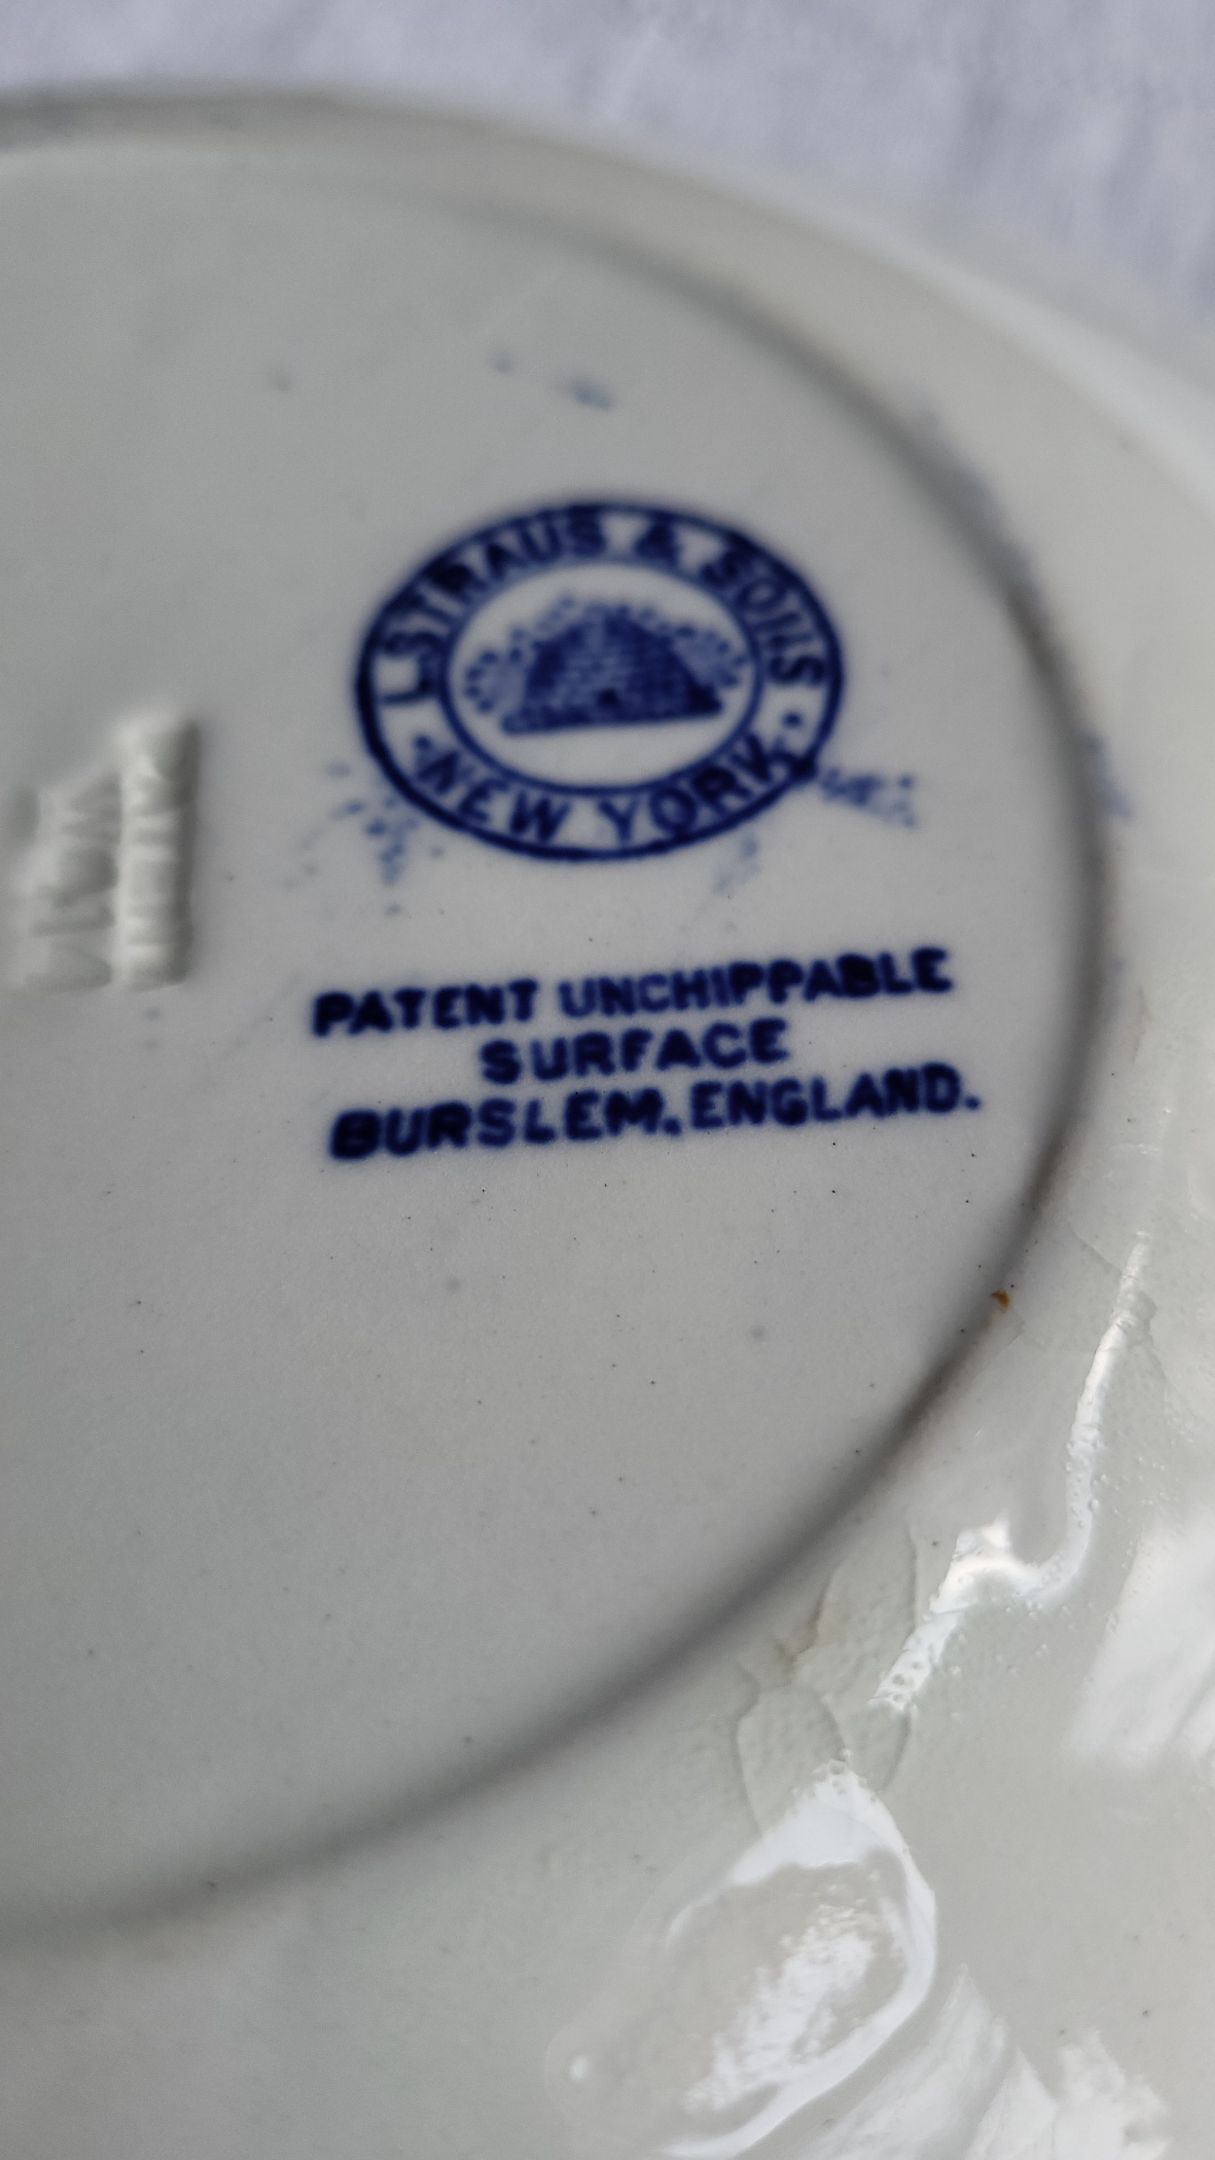 L STRAUS & SONS
NEW YORK
PATENT UNCHIPPABLE
SURFACE
BURSLEM, ENGLAND.